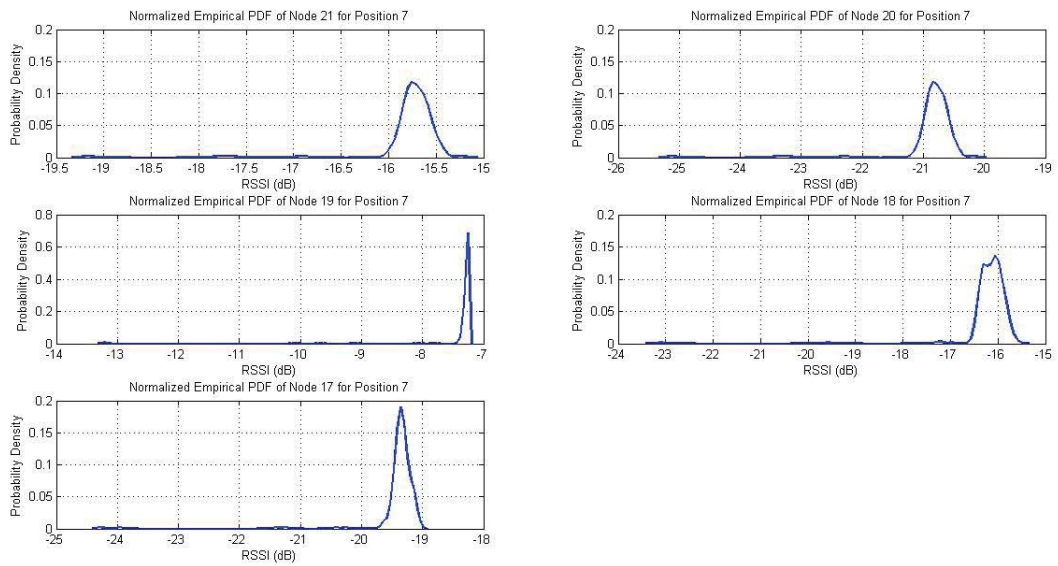 Normalized Empirical PDF of Node 21 for Position 7
Probability Density
0.2
0.15
0.1
0.05
0
-19.5 -19 -18.5 -18 -17.5 -17 -16.5 -16 -15.5 -15
RSSI (dB)
Normalized Empirical PDF of Node 20 for Position 7
Probability Density
0.2
0.15
0.1
0.05
0
-26 -25 -24 -23 -22 -21 -20 -19
RSSI (dB)
Normalized Empirical PDF of Node 19 for Position 7
Probability Density
0.8
0.6
0.4
0.2
0
-14 -13 -12 -11 -10 -9 -8 -7
RSSI (dB)
Normalized Empirical PDF of Node 18 for Position 7
Probability Density
0.2
0.15
0.1
0.05
0
-24 -23 -22 -21 -20 -19 -18 -17 -16 -15
RSSI (dB)
Normalized Empirical PDF of Node 17 for Position 7
Probability Density
0.2
0.15
0.1
0.05
0
-25 -24 -23 -22 -21 -20 -19 -18
RSSI (dB)